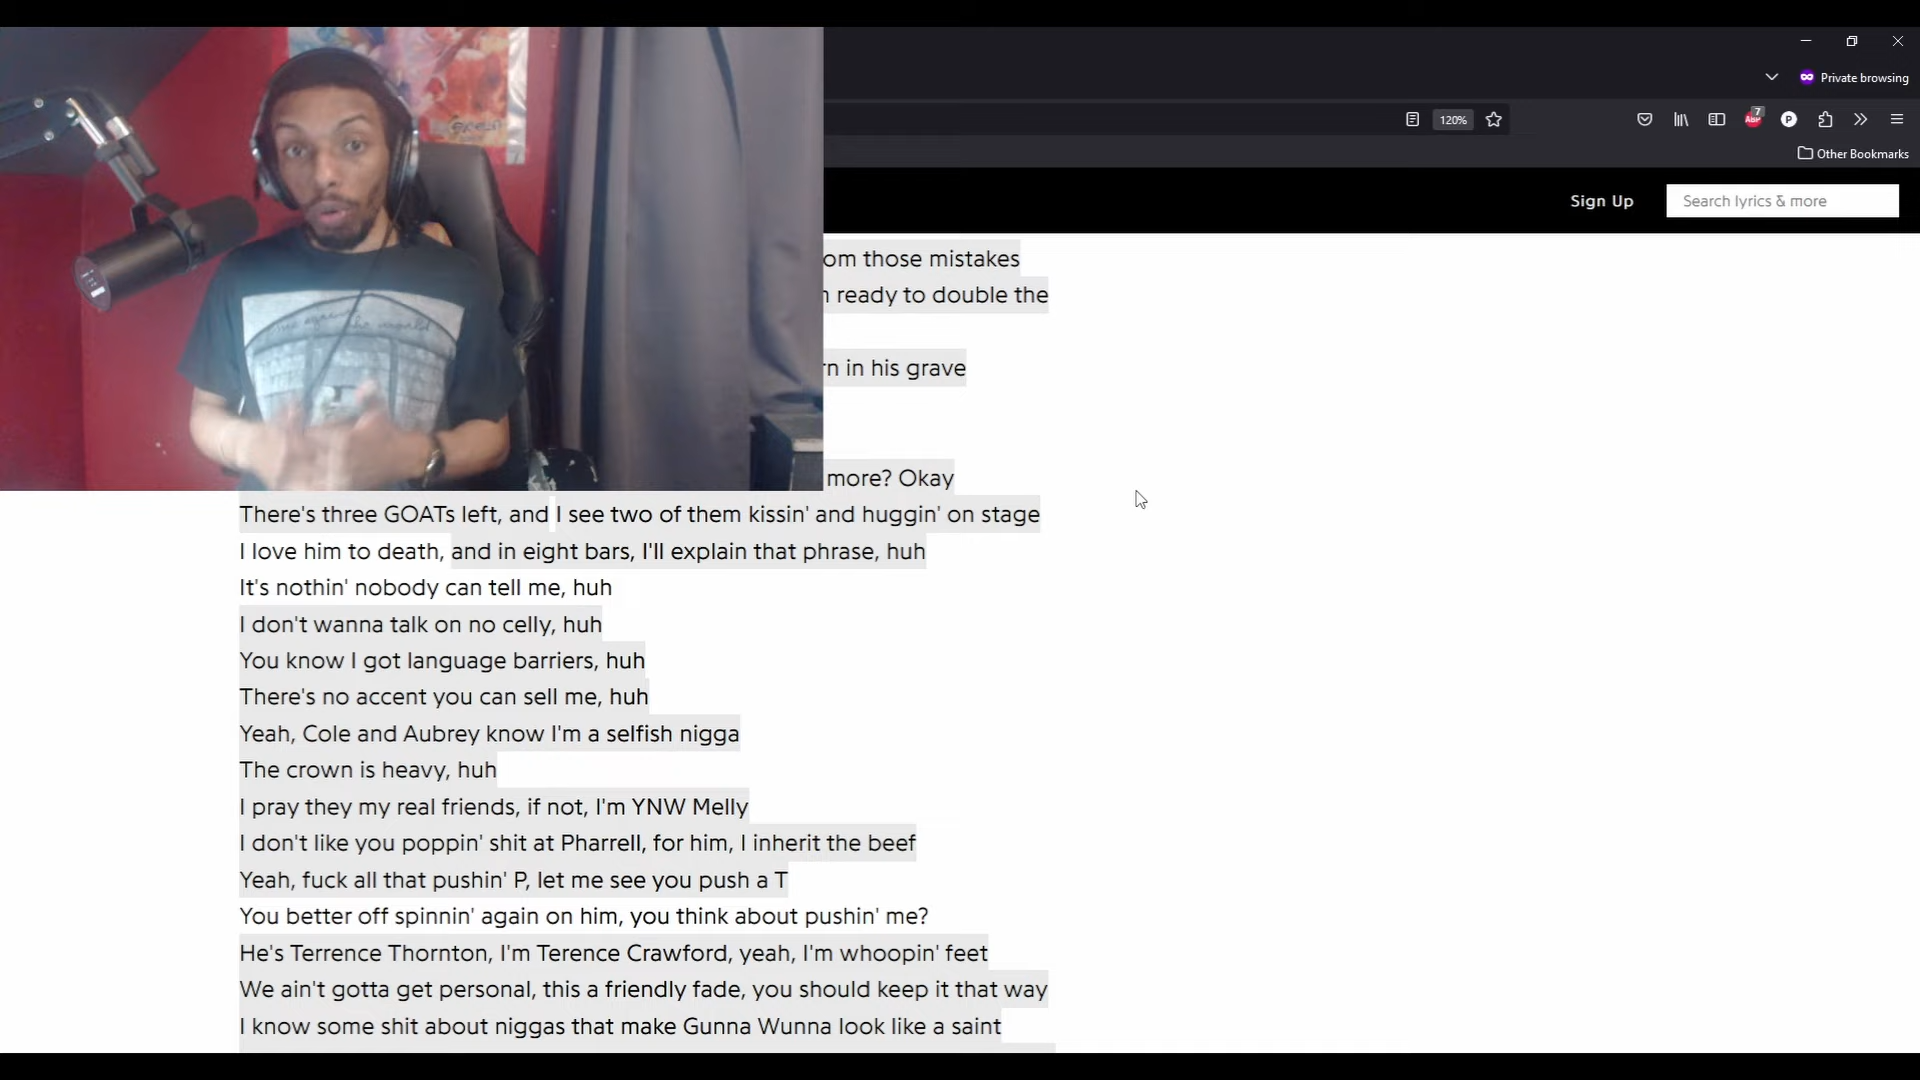 Private browsing
120%
7
ABP
P
Other Bookmarks
Sign Up
Search lyrics & more
me against the world
om those mistakes
ready to double the
rn in his grave
more? Okay
There's three GOATs left, and I see two of them kissin' and huggin' on stage
I love him to death, and in eight bars, I'll explain that phrase, huh
It's nothin' nobody can tell me, huh
I don't wanna talk on no celly, huh
You know I got language barriers, huh
There's no accent you can sell me, huh
Yeah, Cole and Aubrey know I'm a selfish nigga
The crown is heavy, huh
I pray they my real friends, if not, I'm YNW Melly
I don't like you poppin' shit at Pharrell, for him, I inherit the beef
Yeah, fuck all that pushin' P, let me see you push a T
You better off spinnin' again on him, you think about pushin' me?
He's Terrence Thornton, I'm Terence Crawford, yeah, I'm whoopin' feet
We ain't gotta get personal, this a friendly fade, you should keep it that way
I know some shit about niggas that make Gunna Wunna look like a saint